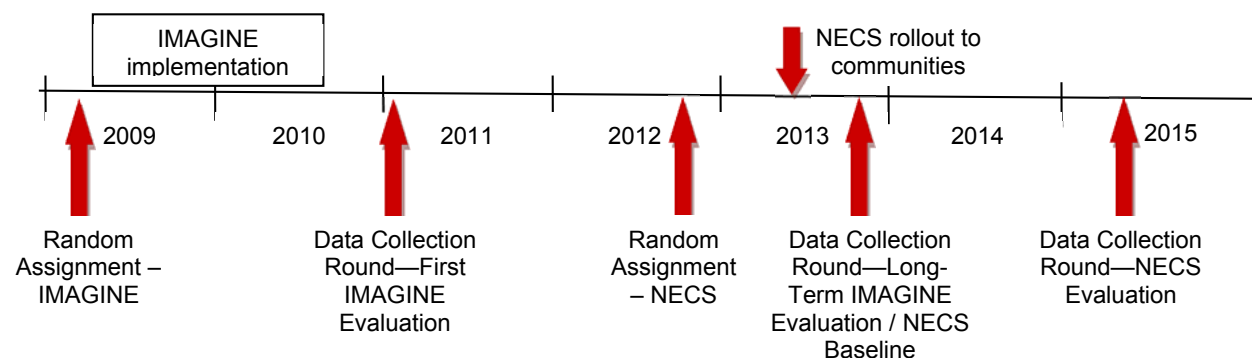 IMAGINE
implementation
NECS rollout to
communities
2009
2010
2011
2012
2013
2014
2015
Random
Assignment –
IMAGINE
Data Collection
Round—First
IMAGINE
Evaluation
Random
Assignment
– NECS
Data Collection
Round—Long-
Term IMAGINE
Evaluation / NECS
Baseline
Data Collection
Round—NECS
Evaluation